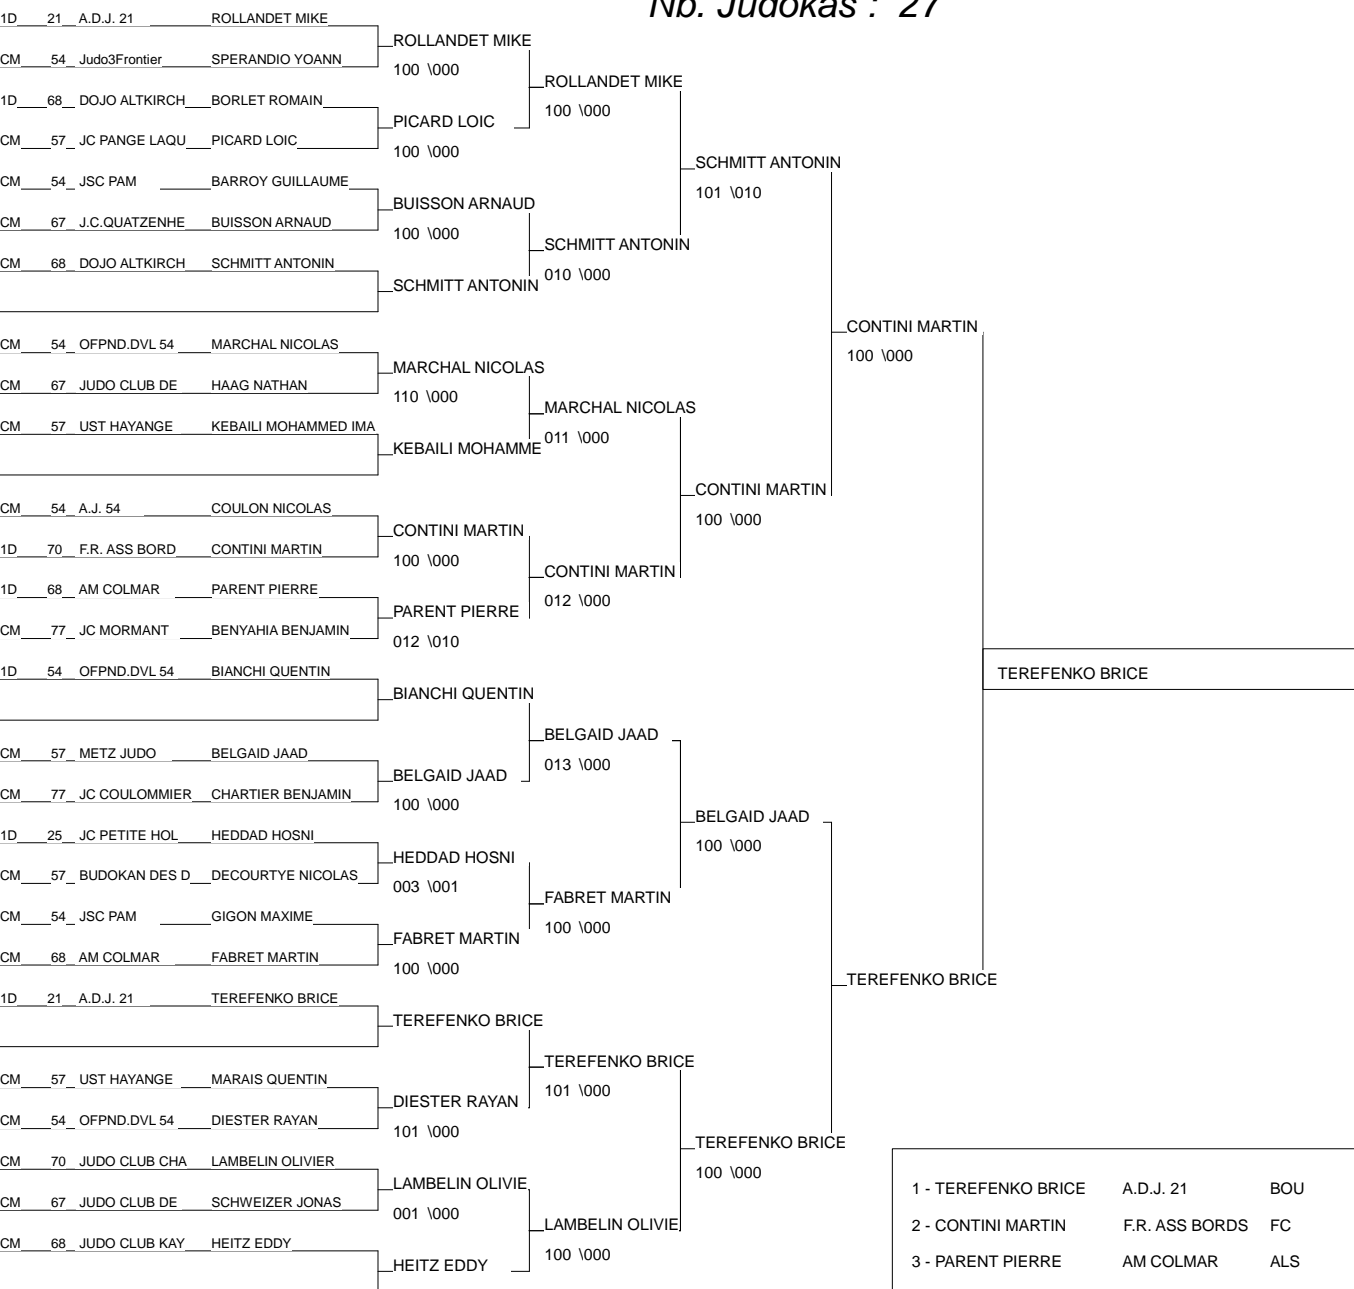 Nb. Judokas : 27
1D 21 A.D.J. 21 ROLLANDET MIKE
ROLLANDET MIKE
CM 54 Judo3Frontier SPERANDIO YOANN
100 \000
ROLLANDET MIKE
1D 68 DOJO ALTKIRCH BORLET ROMAIN
100 \000
PICARD LOIC
CM 57 JC PANGE LAQU PICARD LOIC
100 \000
SCHMITT ANTONIN
CM 54 JSC PAM BARROY GUILLAUME
101 \010
BUISSON ARNAUD
CM 67 J.C.QUATZENHE BUISSON ARNAUD
100 \000
SCHMITT ANTONIN
CM 68 DOJO ALTKIRCH SCHMITT ANTONIN
010 \000
SCHMITT ANTONIN
CONTINI MARTIN
CM 54 OFPND.DVL 54 MARCHAL NICOLAS
100 \000
MARCHAL NICOLAS
CM 67 JUDO CLUB DE HAAG NATHAN
110 \000
MARCHAL NICOLAS
CM 57 UST HAYANGE KEBAILI MOHAMMED IMA
011 \000
KEBAILI MOHAMME
CONTINI MARTIN
CM 54 A.J. 54 COULON NICOLAS
100 \000
CONTINI MARTIN
1D 70 F.R. ASS BORD CONTINI MARTIN
100 \000
CONTINI MARTIN
1D 68 AM COLMAR PARENT PIERRE
012 \000
PARENT PIERRE
CM 77 JC MORMANT BENYAHIA BENJAMIN
012 \010
1D 54 OFPND.DVL 54 BIANCHI QUENTIN
TEREFENKO BRICE
BIANCHI QUENTIN
BELGAID JAAD
CM 57 METZ JUDO BELGAID JAAD
013 \000
BELGAID JAAD
CM 77 JC COULOMMIER CHARTIER BENJAMIN
100 \000
BELGAID JAAD
1D 25 JC PETITE HOL HEDDAD HOSNI
100 \000
HEDDAD HOSNI
CM 57 BUDOKAN DES D DECOURTYE NICOLAS
003 \001
FABRET MARTIN
CM 54 JSC PAM GIGON MAXIME
100 \000
FABRET MARTIN
CM 68 AM COLMAR FABRET MARTIN
100 \000
TEREFENKO BRICE
1D 21 A.D.J. 21 TEREFENKO BRICE
TEREFENKO BRICE
TEREFENKO BRICE
CM 57 UST HAYANGE MARAIS QUENTIN
101 \000
DIESTER RAYAN
CM 54 OFPND.DVL 54 DIESTER RAYAN
101 \000
TEREFENKO BRICE
CM 70 JUDO CLUB CHA LAMBELIN OLIVIER
100 \000
LAMBELIN OLIVIE
CM 67 JUDO CLUB DE SCHWEIZER JONAS
001 \000
LAMBELIN OLIVIE
CM 68 JUDO CLUB KAY HEITZ EDDY
100 \000
HEITZ EDDY
1 - TEREFENKO BRICE A.D.J. 21 BOU
2 - CONTINI MARTIN F.R. ASS BORDS FC
3 - PARENT PIERRE AM COLMAR ALS